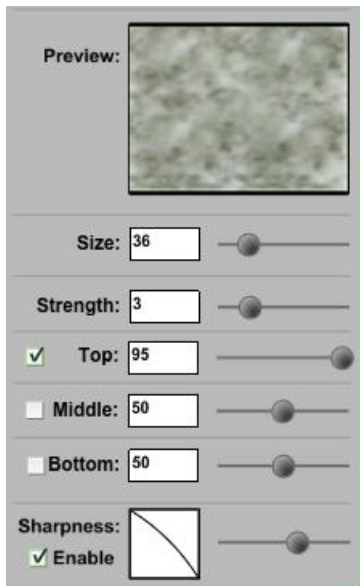 Preview:
Size: 36
Strength: 3
Top: 95
Middle: 50
Bottom: 50
Sharpness:
Enable